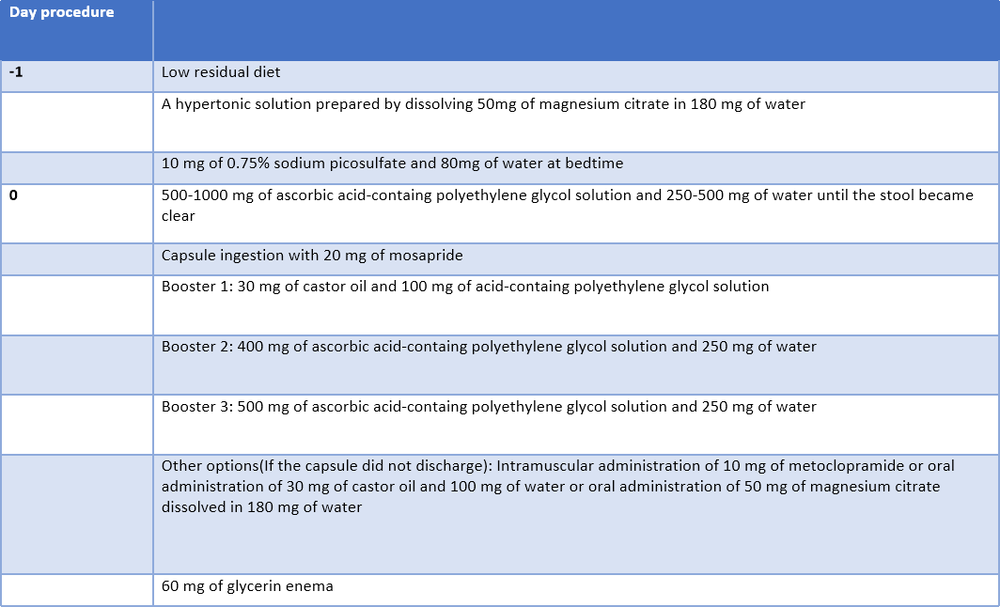 Day procedure
-1
Low residual diet
A hypertonic solution prepared by dissolving 50mg of magnesium citrate in 180 mg of water
10 mg of 0.75% sodium picosulfate and 80mg of water at bedtime
0
500-1000 mg of ascorbic acid-containg polyethylene glycol solution and 250-500 mg of water until the stool became
clear
Capsule ingestion with 20 mg of mosapride
Booster 1: 30 mg of castor oil and 100 mg of acid-containg polyethylene glycol solution
Booster 2: 400 mg of ascorbic acid-containg polyethylene glycol solution and 250 mg of water
Booster 3: 500 mg of ascorbic acid-containg polyethylene glycol solution and 250 mg of water
Other options(If the capsule did not discharge): Intramuscular administration of 10 mg of metoclopramide or oral
administration of 30 mg of castor oil and 100 mg of water or oral administration of 50 mg of magnesium citrate
dissolved in 180 mg of water
60 mg of glycerin enema